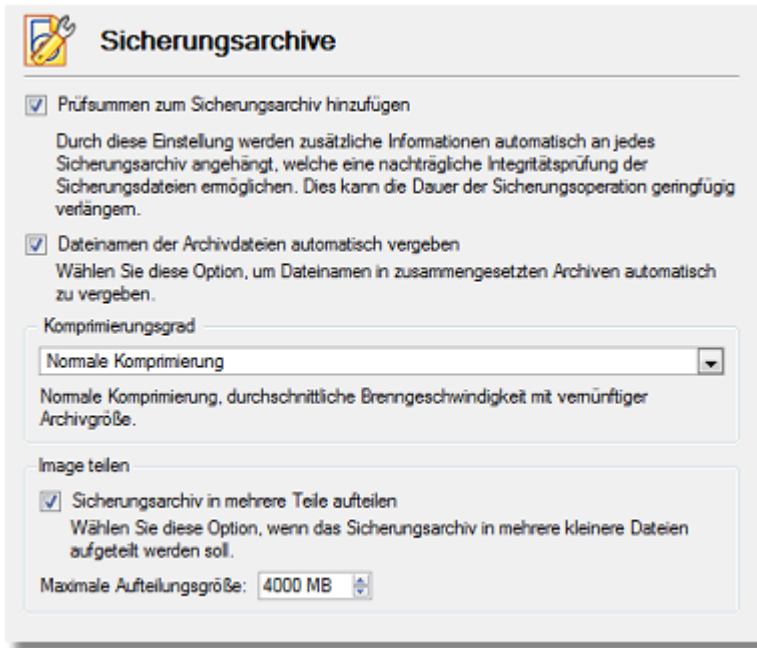 Sicherungsarchive
Prüfsummen zum Sicherungsarchiv hinzufügen
Durch diese Einstellung werden zusätzliche Informationen automatisch an jedes
Sicherungsarchiv angehängt, welche eine nachträgliche Integritätsprüfung der
Sicherungsdateien ermöglichen. Dies kann die Dauer der Sicherungsoperation geringfügig
verlängern.
Dateinamen der Archivdateien automatisch vergeben
Wählen Sie diese Option, um Dateinamen in zusammengesetzten Archiven automatisch
zu vergeben.
Komprimierungsgrad
Normale Komprimierung
Normale Komprimierung, durchschnittliche Brenngeschwindigkeit mit vernünftiger
Archivgröße.
Image teilen
Sicherungsarchiv in mehrere Teile aufteilen
Wählen Sie diese Option, wenn das Sicherungsarchiv in mehrere kleinere Dateien
aufgeteilt werden soll.
Maximale Aufteilungsgröße: 4000 MB